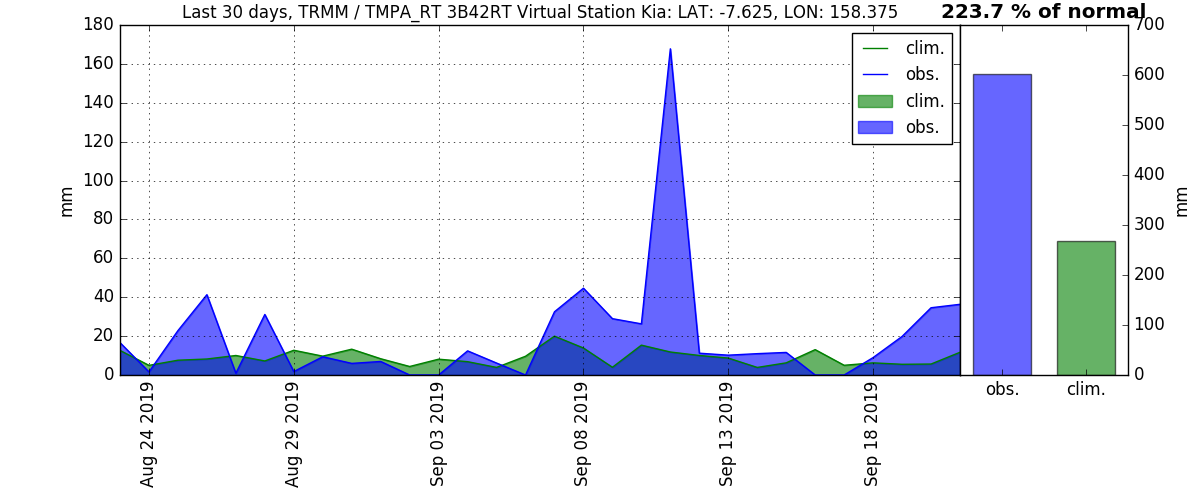 Last 30 days, TRMM / TMPA_RT 3B42RT Virtual Station Kia: LAT: -7.625, LON: 158.375
223.7 % of normal
180
160
140
120
100
80
60
40
20
0
mm
clim.
obs.
clim.
obs.
Aug 24 2019
Aug 29 2019
Sep 03 2019
Sep 08 2019
Sep 13 2019
Sep 18 2019
700
600
500
400
300
200
100
0
mm
obs.
clim.